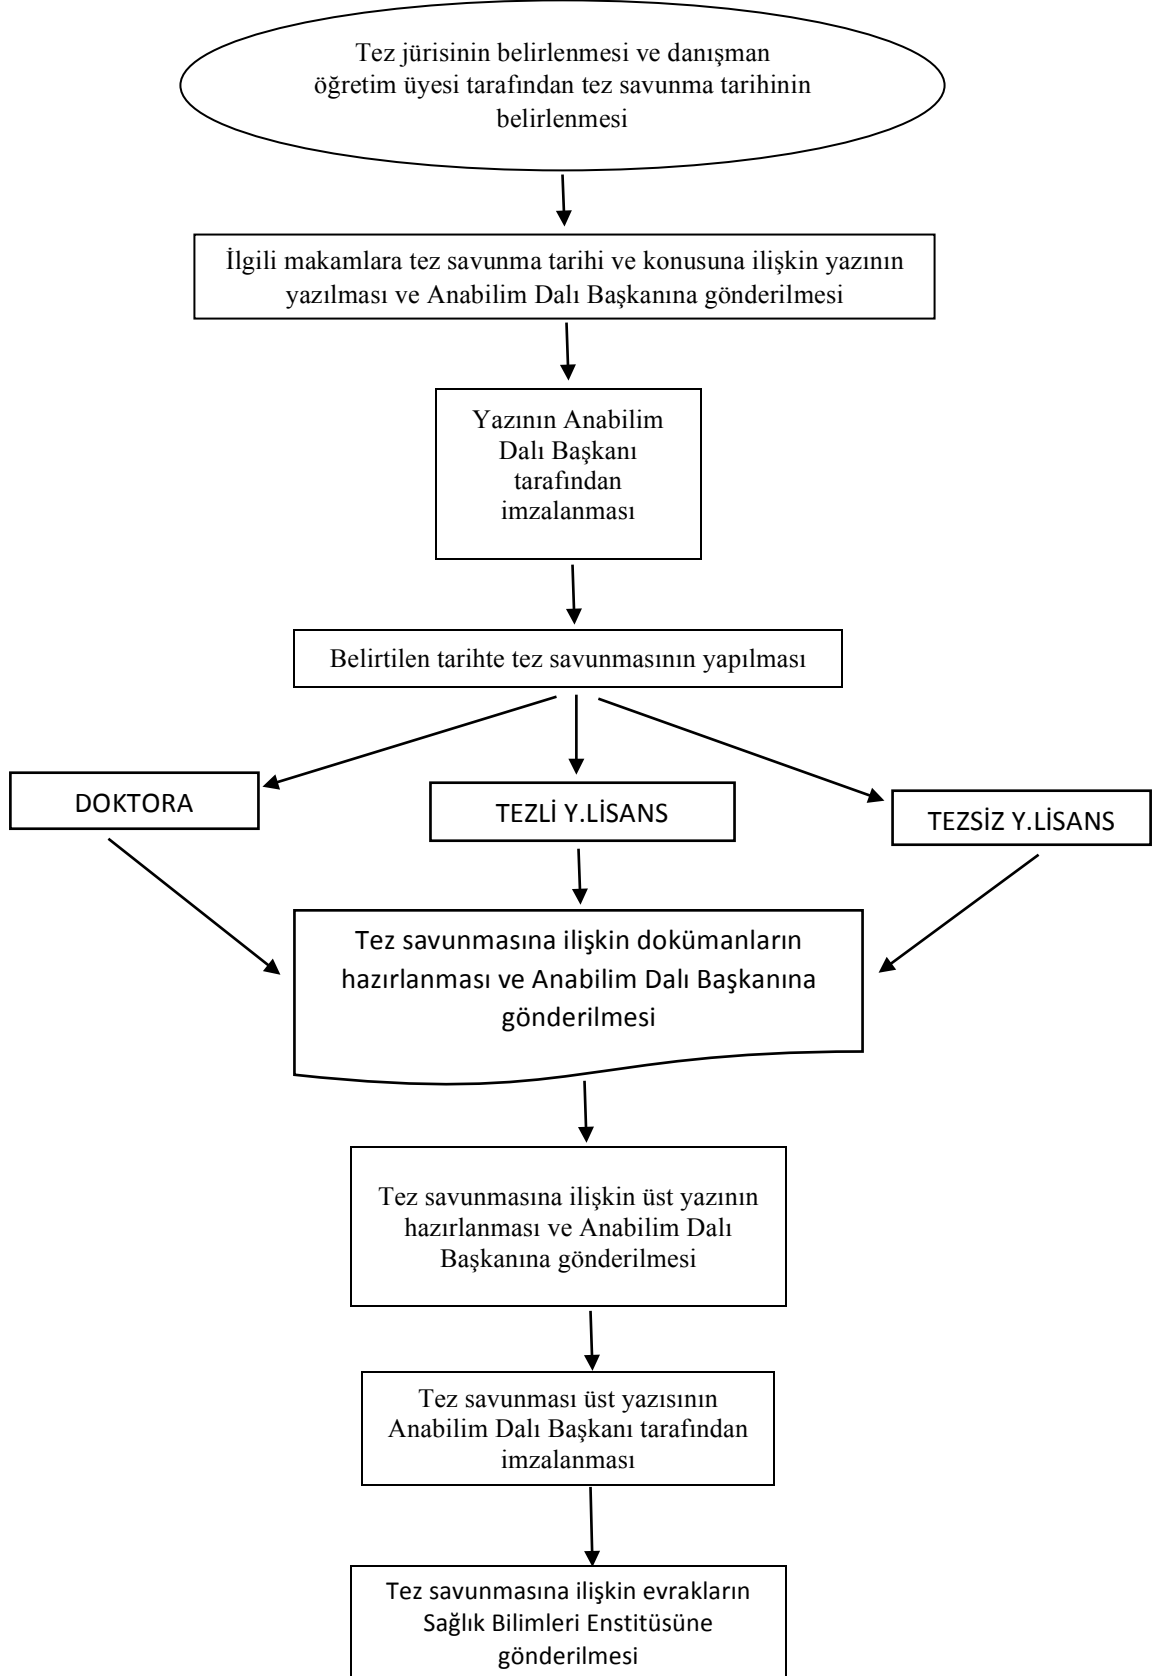 Tez jürisinin belirlenmesi ve danışman
öğretim üyesi tarafından tez savunma tarihinin
belirlenmesi
İlgili makamlara tez savunma tarihi ve konusuna ilişkin yazının
yazılması ve Anabilim Dalı Başkanına gönderilmesi
Yazının Anabilim
Dalı Başkanı
tarafından
imzalanması
Belirtilen tarihte tez savunmasının yapılması
DOKTORA
TEZLİ Y.LİSANS
TEZSİZ Y.LİSANS
Tez savunmasına ilişkin dokümanların
hazırlanması ve Anabilim Dalı Başkanına
gönderilmesi
Tez savunmasına ilişkin üst yazının
hazırlanması ve Anabilim Dalı
Başkanına gönderilmesi
Tez savunması üst yazısının
Anabilim Dalı Başkanı tarafından
imzalanması
Tez savunmasına ilişkin evrakların
Sağlık Bilimleri Enstitüsüne
gönderilmesi